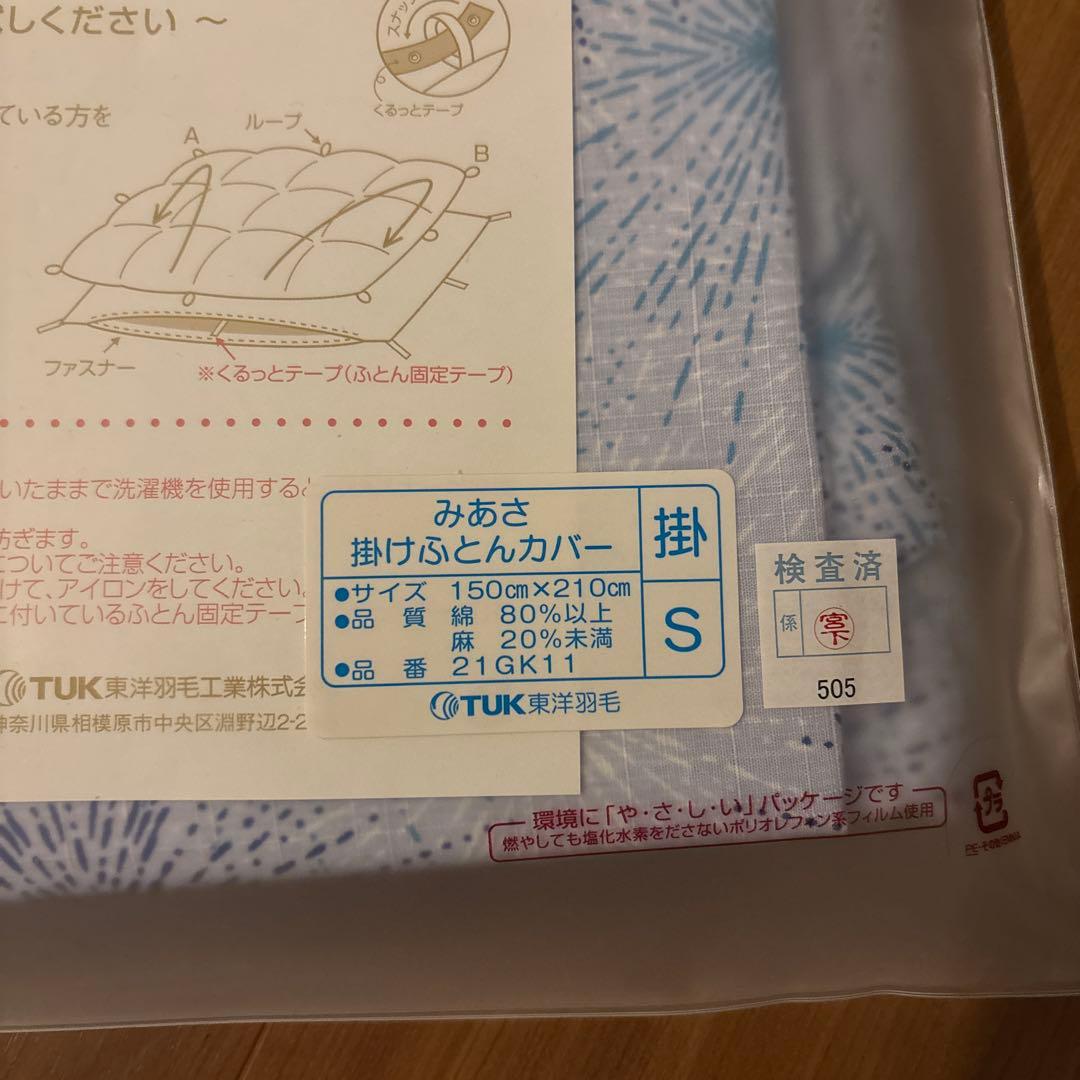 しください ～
スナップ
くるっとテープ
ている方を
ループ
A
B
ファスナー
※くるっとテープ(ふとん固定テープ)
いたままで洗濯機を使用すると
防ぎます。
についてご注意ください。
けて、アイロンをしてください。
に付いているふとん固定テープ
TUK東洋羽毛工業株式会
神奈川県相模原市中央区淵野辺2-2
みあさ
掛けふとんカバー
掛
●サイズ 150cm×210cm
●品 質 綿 80%以上
麻 20%未満
●品 番 21GK11
S
TUK東洋羽毛
検査済
係
宮下
505
環境に「や・さ・し・い」パッケージです
燃やしても塩化水素をださないポリオレフィン系フィルム使用
プラ